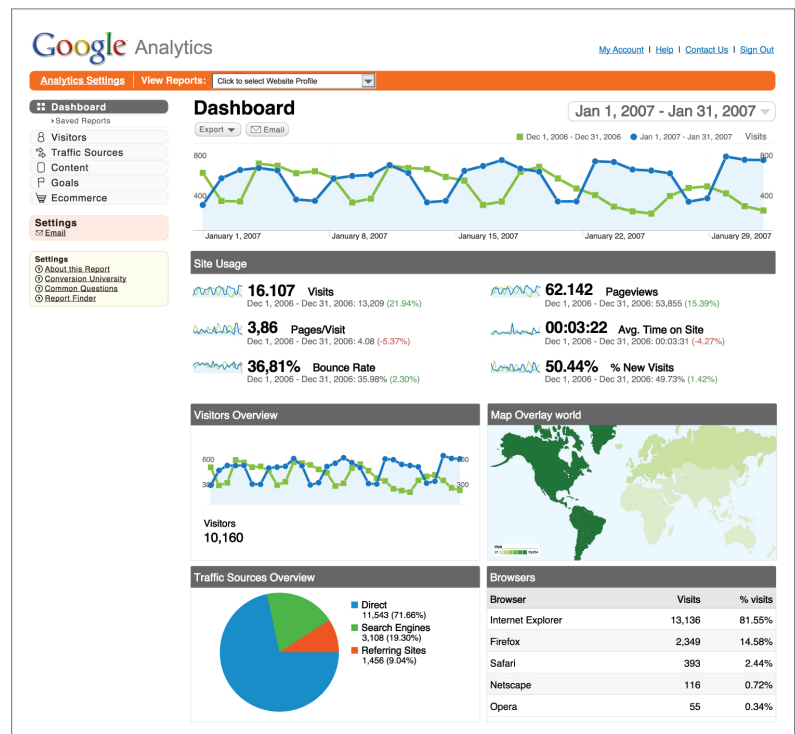 Google Analytics
My Account | Help | Contact Us | Sign Out
Analytics Settings | View Reports: Click to select Website Profile
Dashboard
Saved Reports
Visitors
Traffic Sources
Content
Goals
Ecommerce
Settings
Email
Settings
About this Report
Conversion University
Common Questions
Report Finder
Dashboard
Jan 1, 2007 - Jan 31, 2007
Export Email
Dec 1, 2006 - Dec 31, 2006 Jan 1, 2007 - Jan 31, 2007 Visits
800 800
400 400
January 1, 2007 January 8, 2007 January 15, 2007 January 22, 2007 January 29, 2007
Site Usage
16.107 Visits
Dec 1, 2006 - Dec 31, 2006: 13,209 (21.94%)
62.142 Pageviews
Dec 1, 2006 - Dec 31, 2006: 53,855 (15.39%)
3,86 Pages/Visit
Dec 1, 2006 - Dec 31, 2006: 4.08 (-5.37%)
00:03:22 Avg. Time on Site
Dec 1, 2006 - Dec 31, 2006: 00:03:31 (-4.27%)
36,81% Bounce Rate
Dec 1, 2006 - Dec 31, 2006: 35.98% (2.30%)
50.44% % New Visits
Dec 1, 2006 - Dec 31, 2006: 49.73% (1.42%)
Visitors Overview
600 600
300 300
Visitors
10,160
Map Overlay world
Traffic Sources Overview
Direct
11,543 (71.66%)
Search Engines
3,108 (19.30%)
Referring Sites
1,456 (9.04%)
Browsers
Browser Visits % visits
Internet Explorer 13,136 81.55%
Firefox 2,349 14.58%
Safari 393 2.44%
Netscape 116 0.72%
Opera 55 0.34%